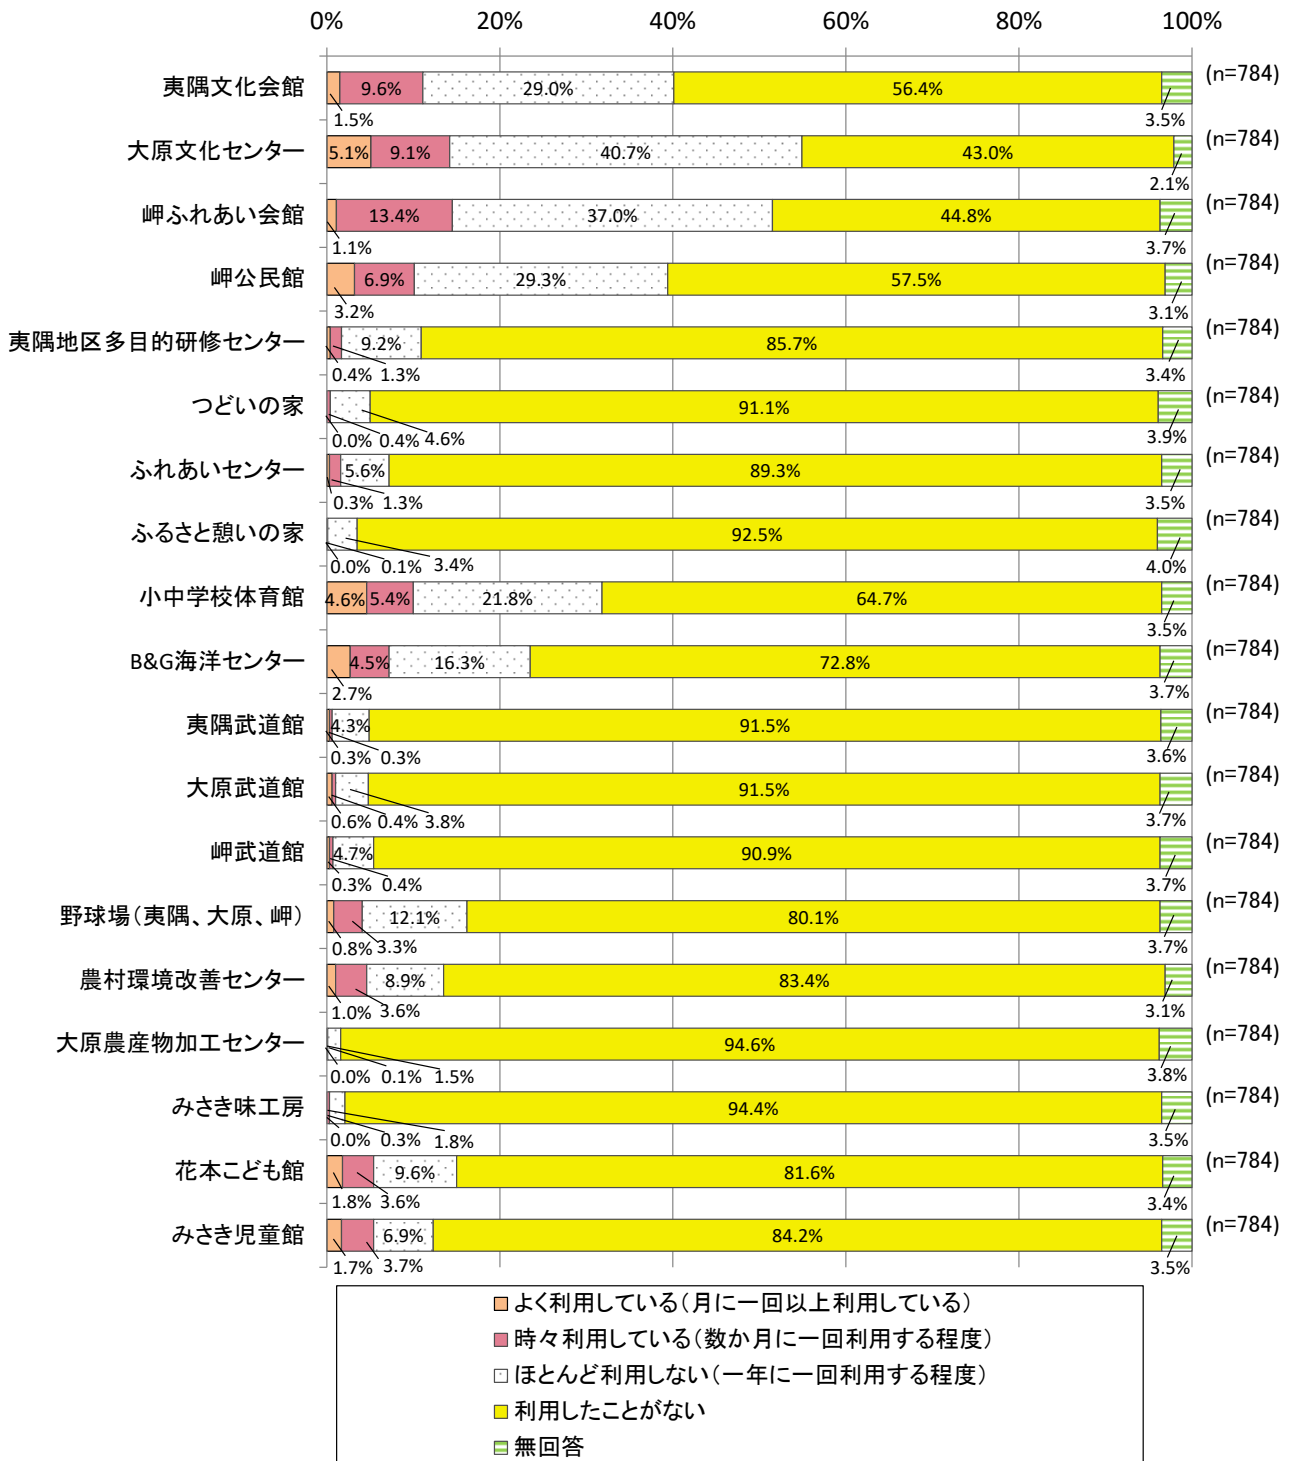 0% 20% 40% 60% 80% 100%
夷隅文化会館 9.6% 29.0% 56.4% (n=784)
1.5% 3.5%
大原文化センター 5.1% 9.1% 40.7% 43.0% (n=784)
2.1%
岬ふれあい会館 13.4% 37.0% 44.8% (n=784)
1.1% 3.7%
岬公民館 6.9% 29.3% 57.5% (n=784)
3.2% 3.1%
夷隅地区多目的研修センター 9.2% 85.7% (n=784)
0.4% 1.3% 3.4%
つどいの家 91.1% (n=784)
0.0% 0.4% 4.6% 3.9%
ふれあいセンター 5.6% 89.3% (n=784)
0.3% 1.3% 3.5%
ふるさと憩いの家 92.5% (n=784)
0.0% 0.1% 3.4% 4.0%
小中学校体育館 4.6% 5.4% 21.8% 64.7% (n=784)
3.5%
B&G海洋センター 4.5% 16.3% 72.8% (n=784)
2.7% 3.7%
夷隅武道館 4.3% 91.5% (n=784)
0.3% 0.3% 3.6%
大原武道館 91.5% (n=784)
0.6% 0.4% 3.8% 3.7%
岬武道館 4.7% 90.9% (n=784)
0.3% 0.4% 3.7%
野球場(夷隅、大原、岬) 12.1% 80.1% (n=784)
0.8% 3.3% 3.7%
農村環境改善センター 8.9% 83.4% (n=784)
1.0% 3.6% 3.1%
大原農産物加工センター 94.6% (n=784)
0.0% 0.1% 1.5% 3.8%
みさき味工房 94.4% (n=784)
0.0% 0.3% 1.8% 3.5%
花本こども館 9.6% 81.6% (n=784)
1.8% 3.6% 3.4%
みさき児童館 6.9% 84.2% (n=784)
1.7% 3.7% 3.5%
よく利用している(月に一回以上利用している)
時々利用している(数か月に一回利用する程度)
ほとんど利用しない(一年に一回利用する程度)
利用したことがない
無回答